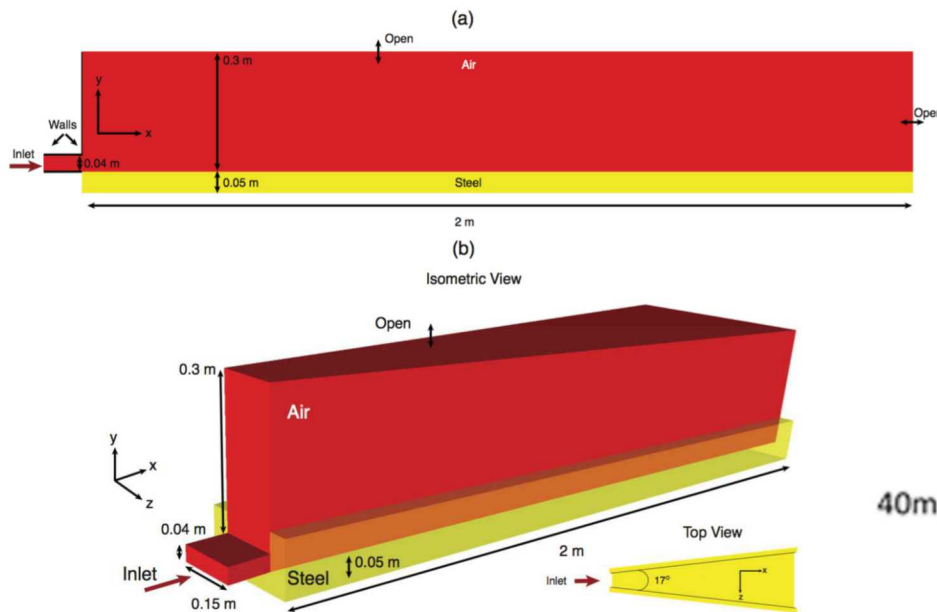 (a)
Open
0.3 m
Air
y
x
Walls
Open
Inlet
0.04 m
0.05 m
Steel
2 m
(b)
Isometric View
Open
0.3 m
Air
y
x
z
0.04 m
40m
Top View
Inlet
0.05 m
Steel
2 m
Inlet
17°
x
z
0.15 m